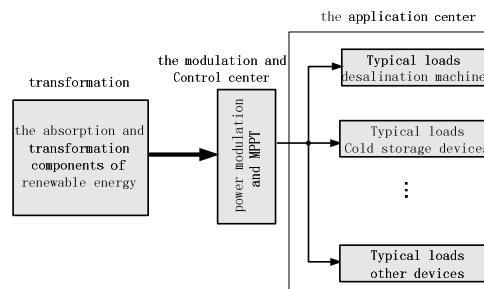 the application center
the modulation and
Control center
transformation
the absorption and
transformation
components of
renewable energy
power modulation
and MPPT
Typical loads
desalination machine
Typical loads
Cold storage devices
Typical loads
other devices